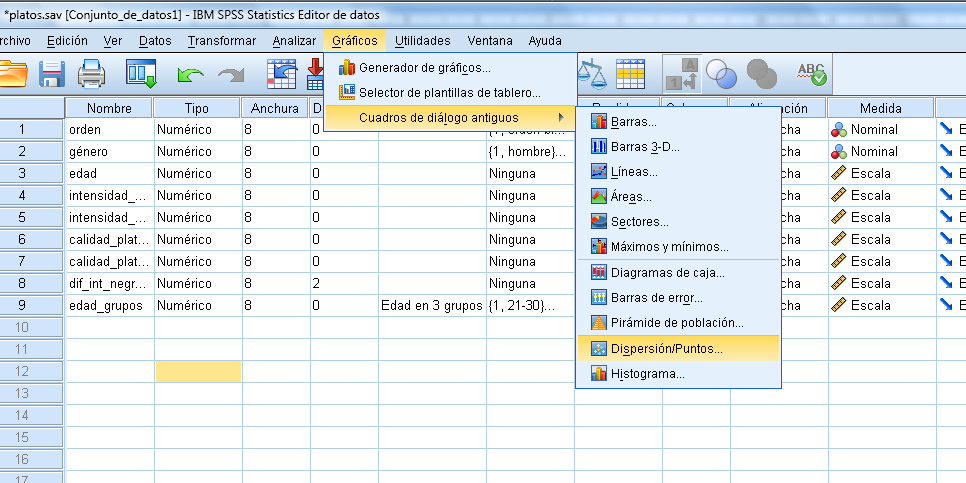 *platos.sav [Conjunto_de_datos1] - IBM SPSS Statistics Editor de datos
rchivo Edición Ver Datos Transformar Analizar Gráficos Utilidades Ventana Ayuda
Generador de gráficos...
Selector de plantillas de tablero...
Cuadros de diálogo antiguos
Barras...
Barras 3-D...
Líneas...
Áreas...
Sectores...
Máximos y mínimos...
Diagramas de caja...
Barras de error...
Pirámide de población...
Dispersión/Puntos...
Histograma...
A
1
ABC
Nombre Tipo Anchura D Medida
1 orden Numérico 8 0 {1, orden bl... cha Nominal E
2 género Numérico 8 0 {1, hombre}... cha Nominal E
3 edad Numérico 8 0 Ninguna cha Escala E
4 intensidad_... Numérico 8 0 Ninguna cha Escala E
5 intensidad_... Numérico 8 0 Ninguna cha Escala E
6 calidad_plat... Numérico 8 0 Ninguna cha Escala E
7 calidad_plat... Numérico 8 0 Ninguna cha Escala E
8 dif_int_negr... Numérico 8 2 Ninguna cha Escala E
9 edad_grupos Numérico 8 0 Edad en 3 grupos {1, 21-30}... cha Escala E
10
11
12
13
14
15
16
17